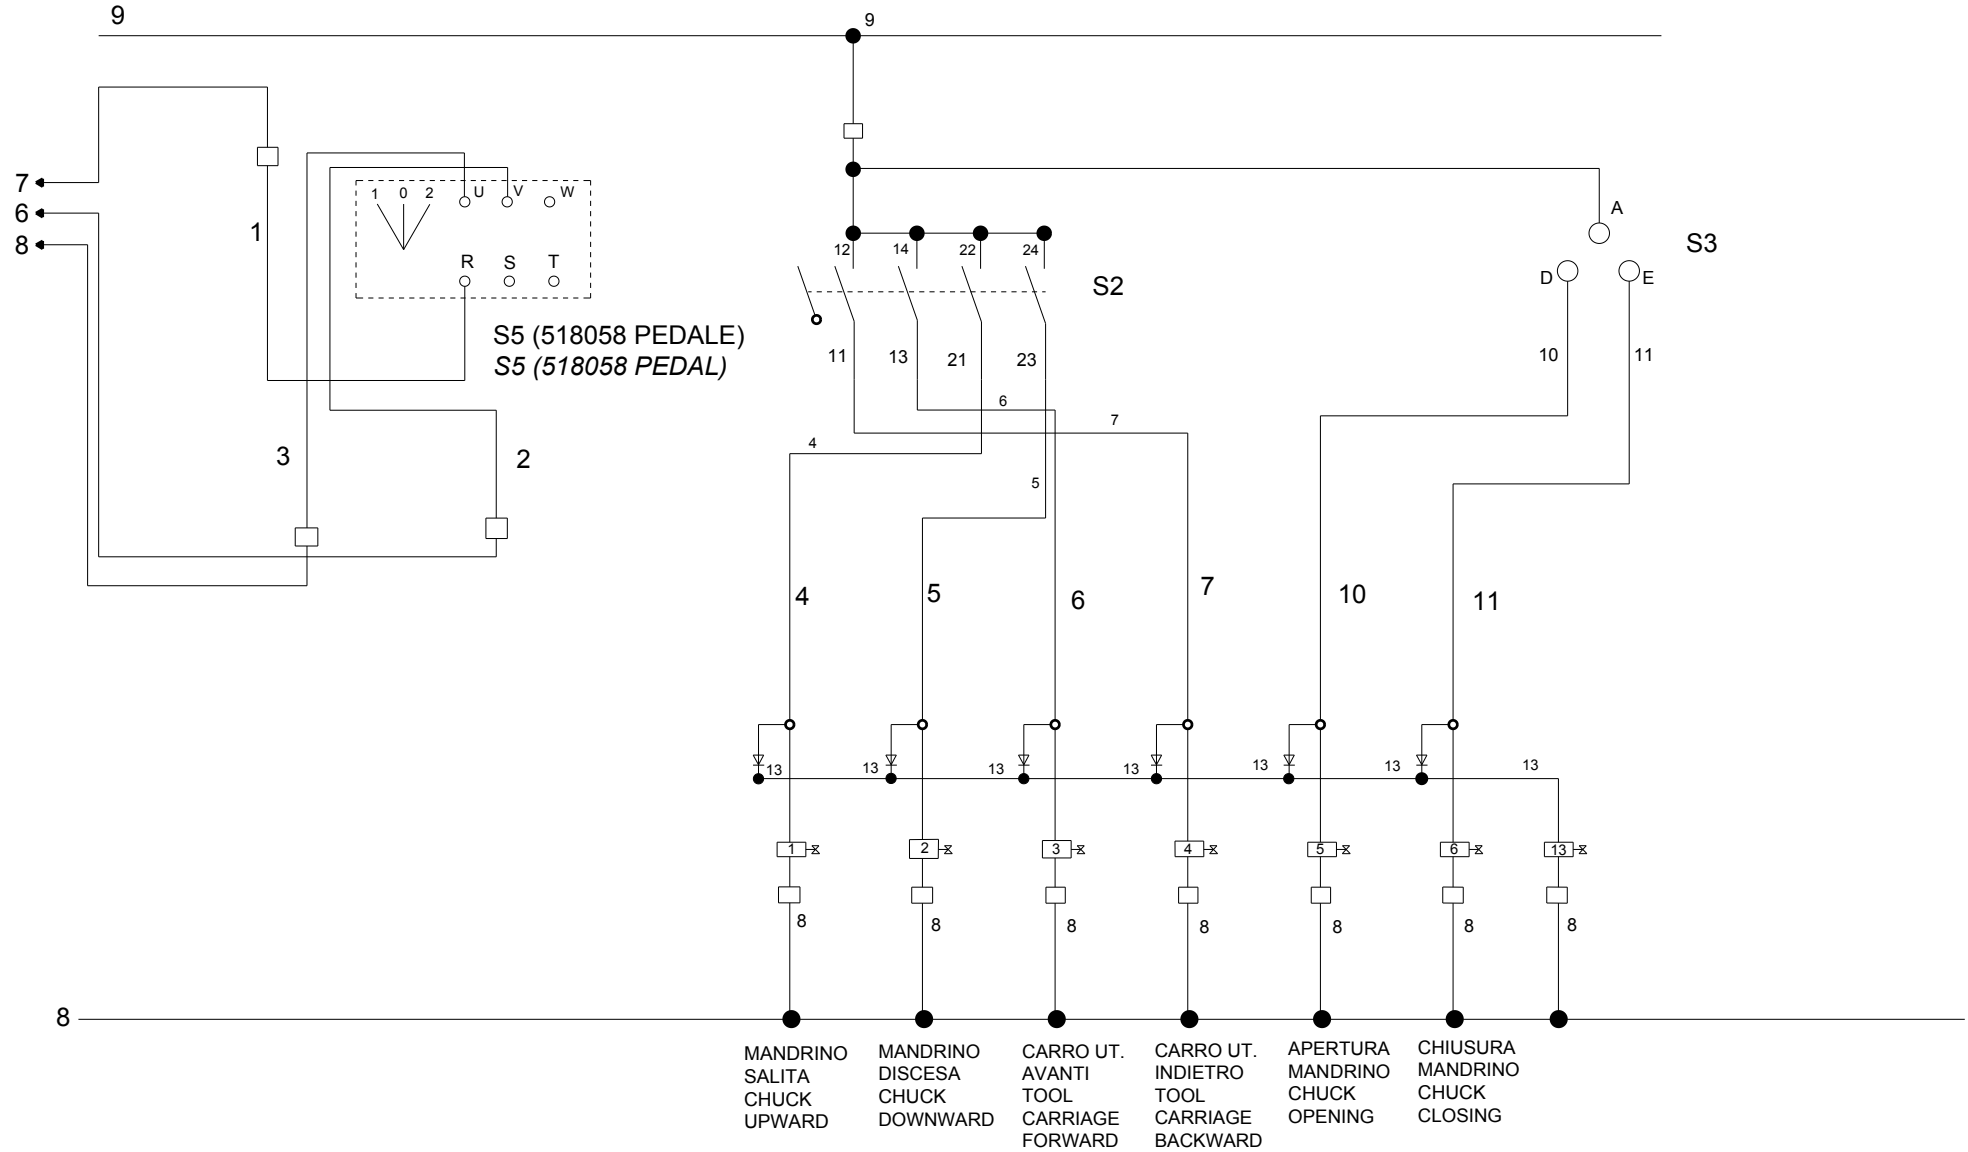 9
9
7
6
8
1
1 0 2
U
V
W
R
S
T
S5 (518058 PEDALE)
S5 (518058 PEDAL)
3
2
12
14
22
24
S2
11
13
21
23
A
S3
D
E
10
11
6
7
4
5
4
5
6
7
10
11
13
13
13
13
13
13
13
1
2
3
4
5
6
13
8
8
8
8
8
8
8
8
MANDRINO
SALITA
CHUCK
UPWARD
MANDRINO
DISCESA
CHUCK
DOWNWARD
CARRO UT.
AVANTI
TOOL
CARRIAGE
FORWARD
CARRO UT.
INDIETRO
TOOL
CARRIAGE
BACKWARD
APERTURA
MANDRINO
CHUCK
OPENING
CHIUSURA
MANDRINO
CHUCK
CLOSING